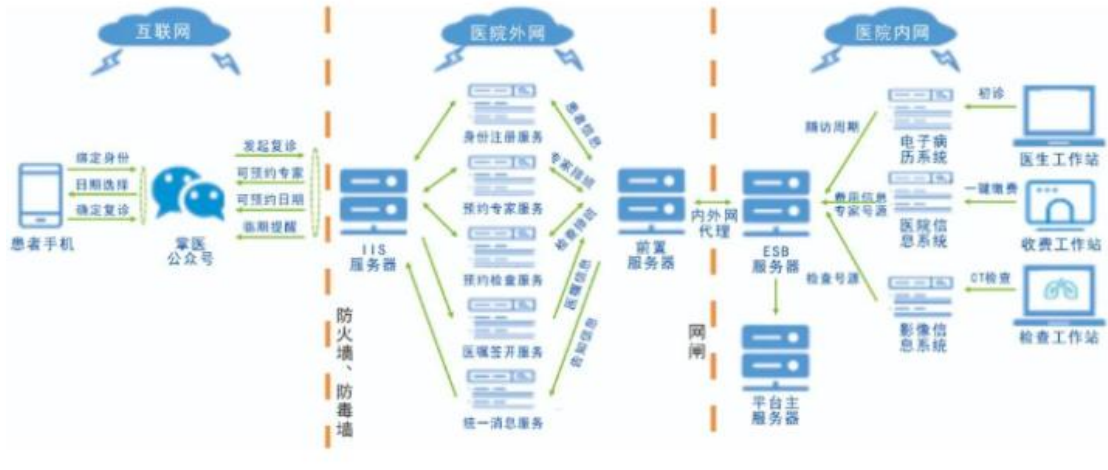 互联网
医院外网
医院内网
患者手机
绑定身份
日期选择
确定复诊
掌医
公众号
发起复诊
可预约专家
可预约日期
临期提醒
防火墙、防毒墙
IIS
服务器
身份注册服务
预约专家服务
预约检查服务
医嘱签开服务
统一消息服务
患者信息
专家排班
检查排班
医嘱信息
告知信息
前置
服务器
内外网
代理
网闸
ESB
服务器
平台主
服务器
随访周期
费用信息
专家号源
检查号源
电子病
历系统
医院信
息系统
影像信
息系统
初诊
一键缴费
CT检查
医生工作站
收费工作站
检查工作站